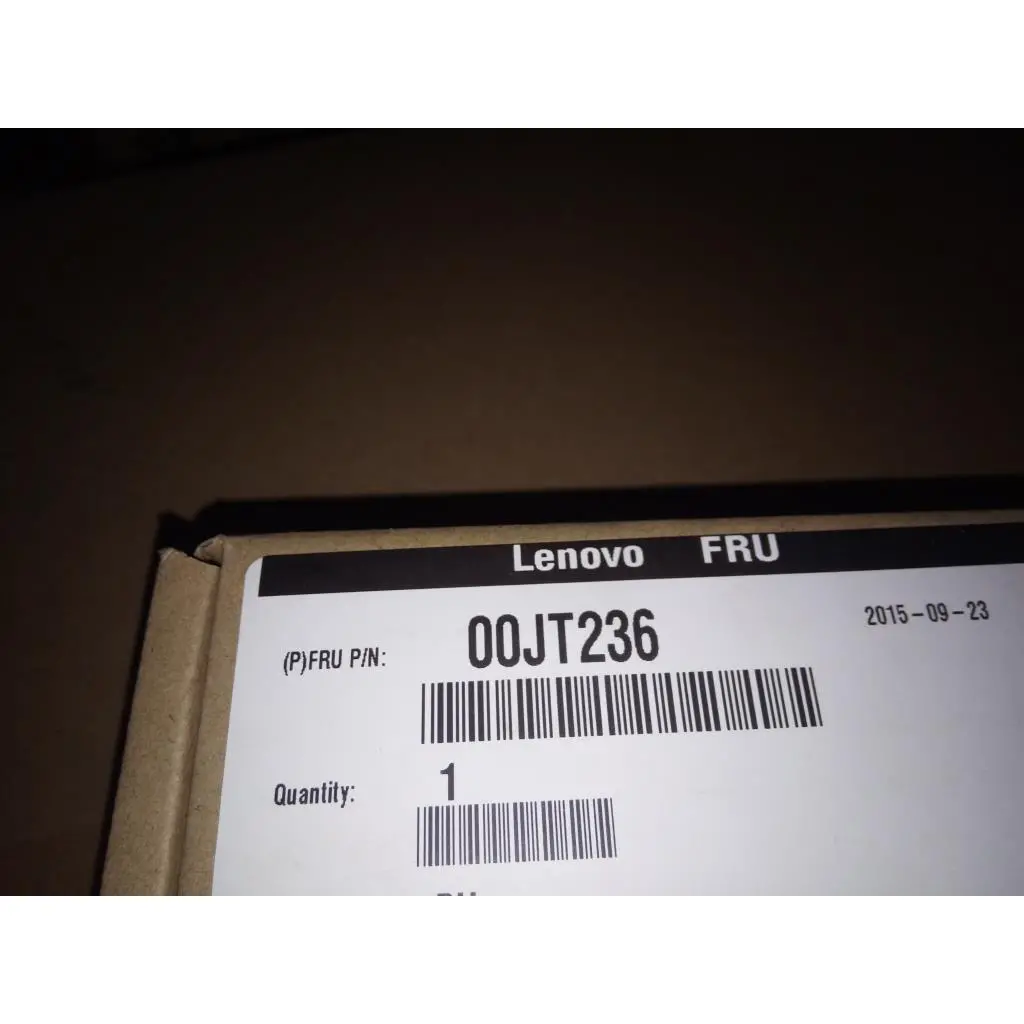 Lenovo FRU
2015-09-23
(P)FRU P/N: 00JT236
Quantity: 1